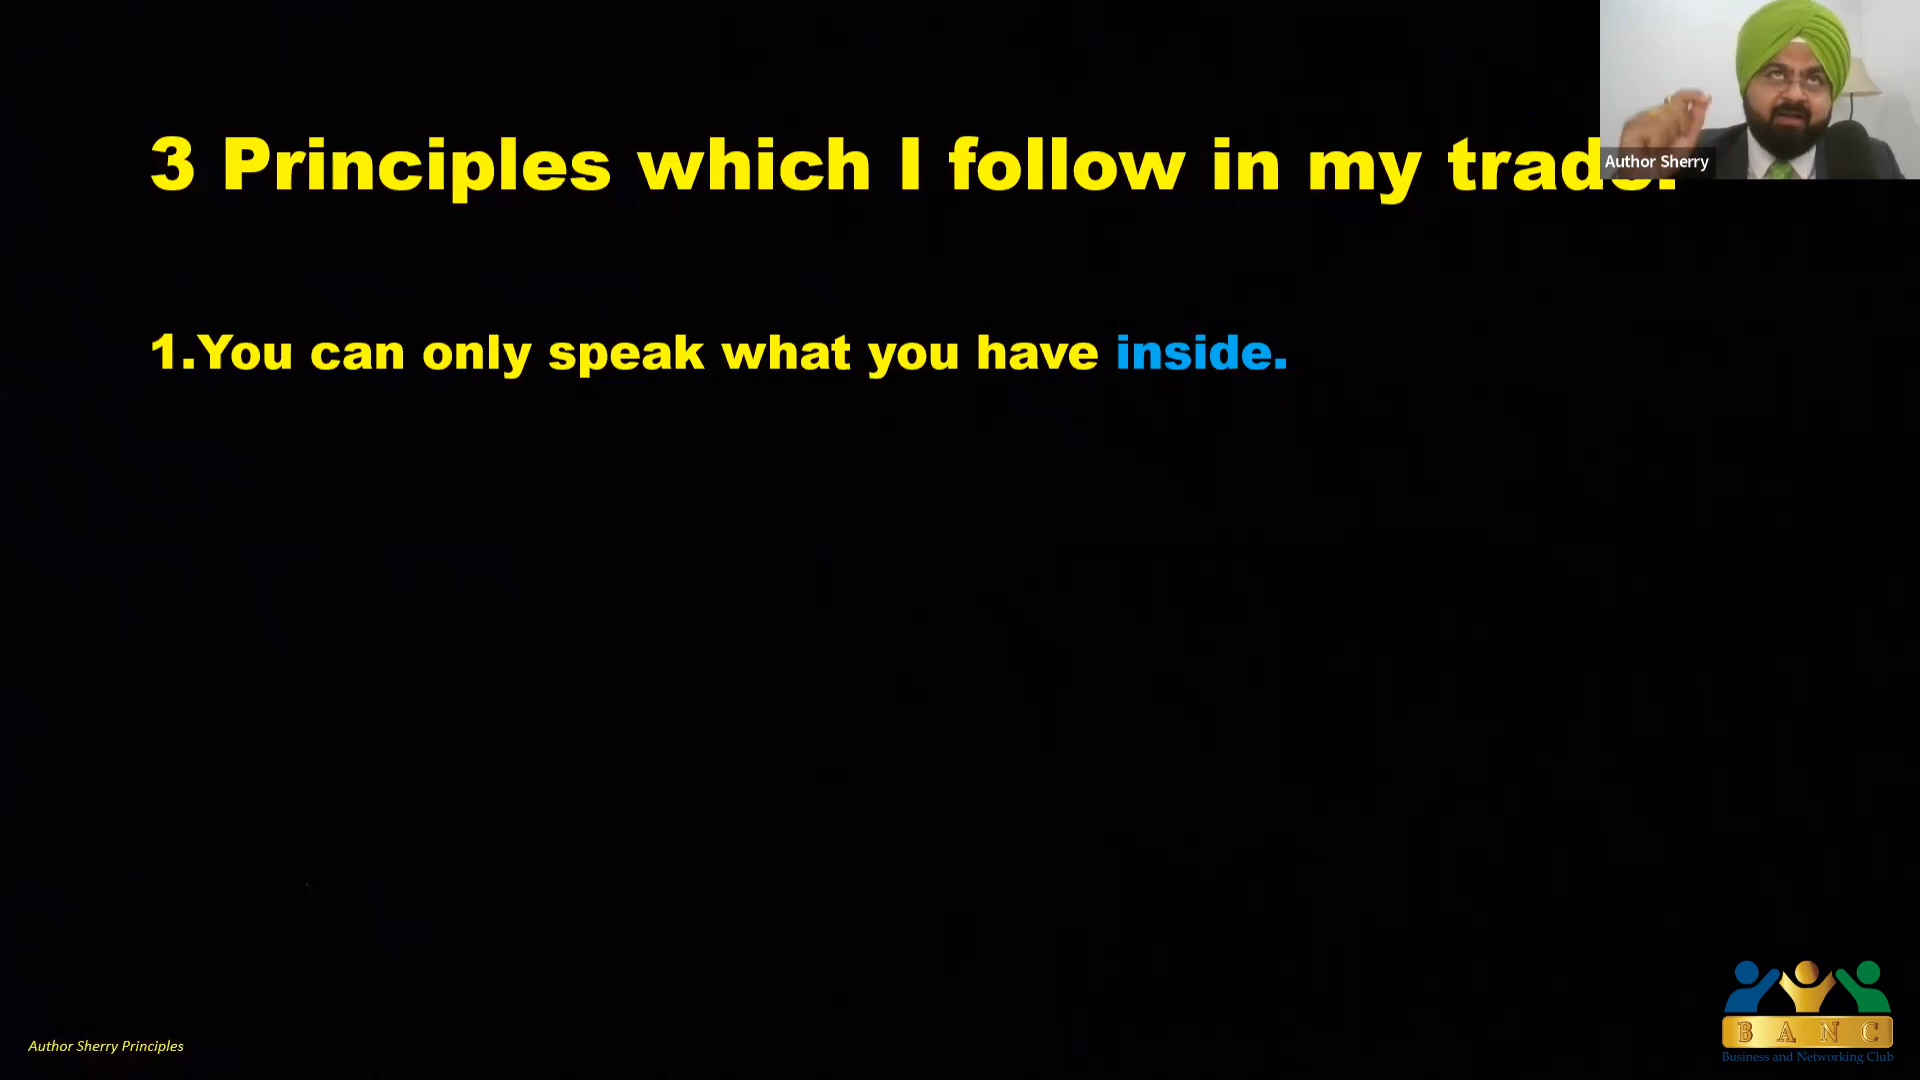 3 Principles which I follow in my trade.
Author Sherry
1.You can only speak what you have inside.
Author Sherry Principles
B A N C
Business and Networking Club